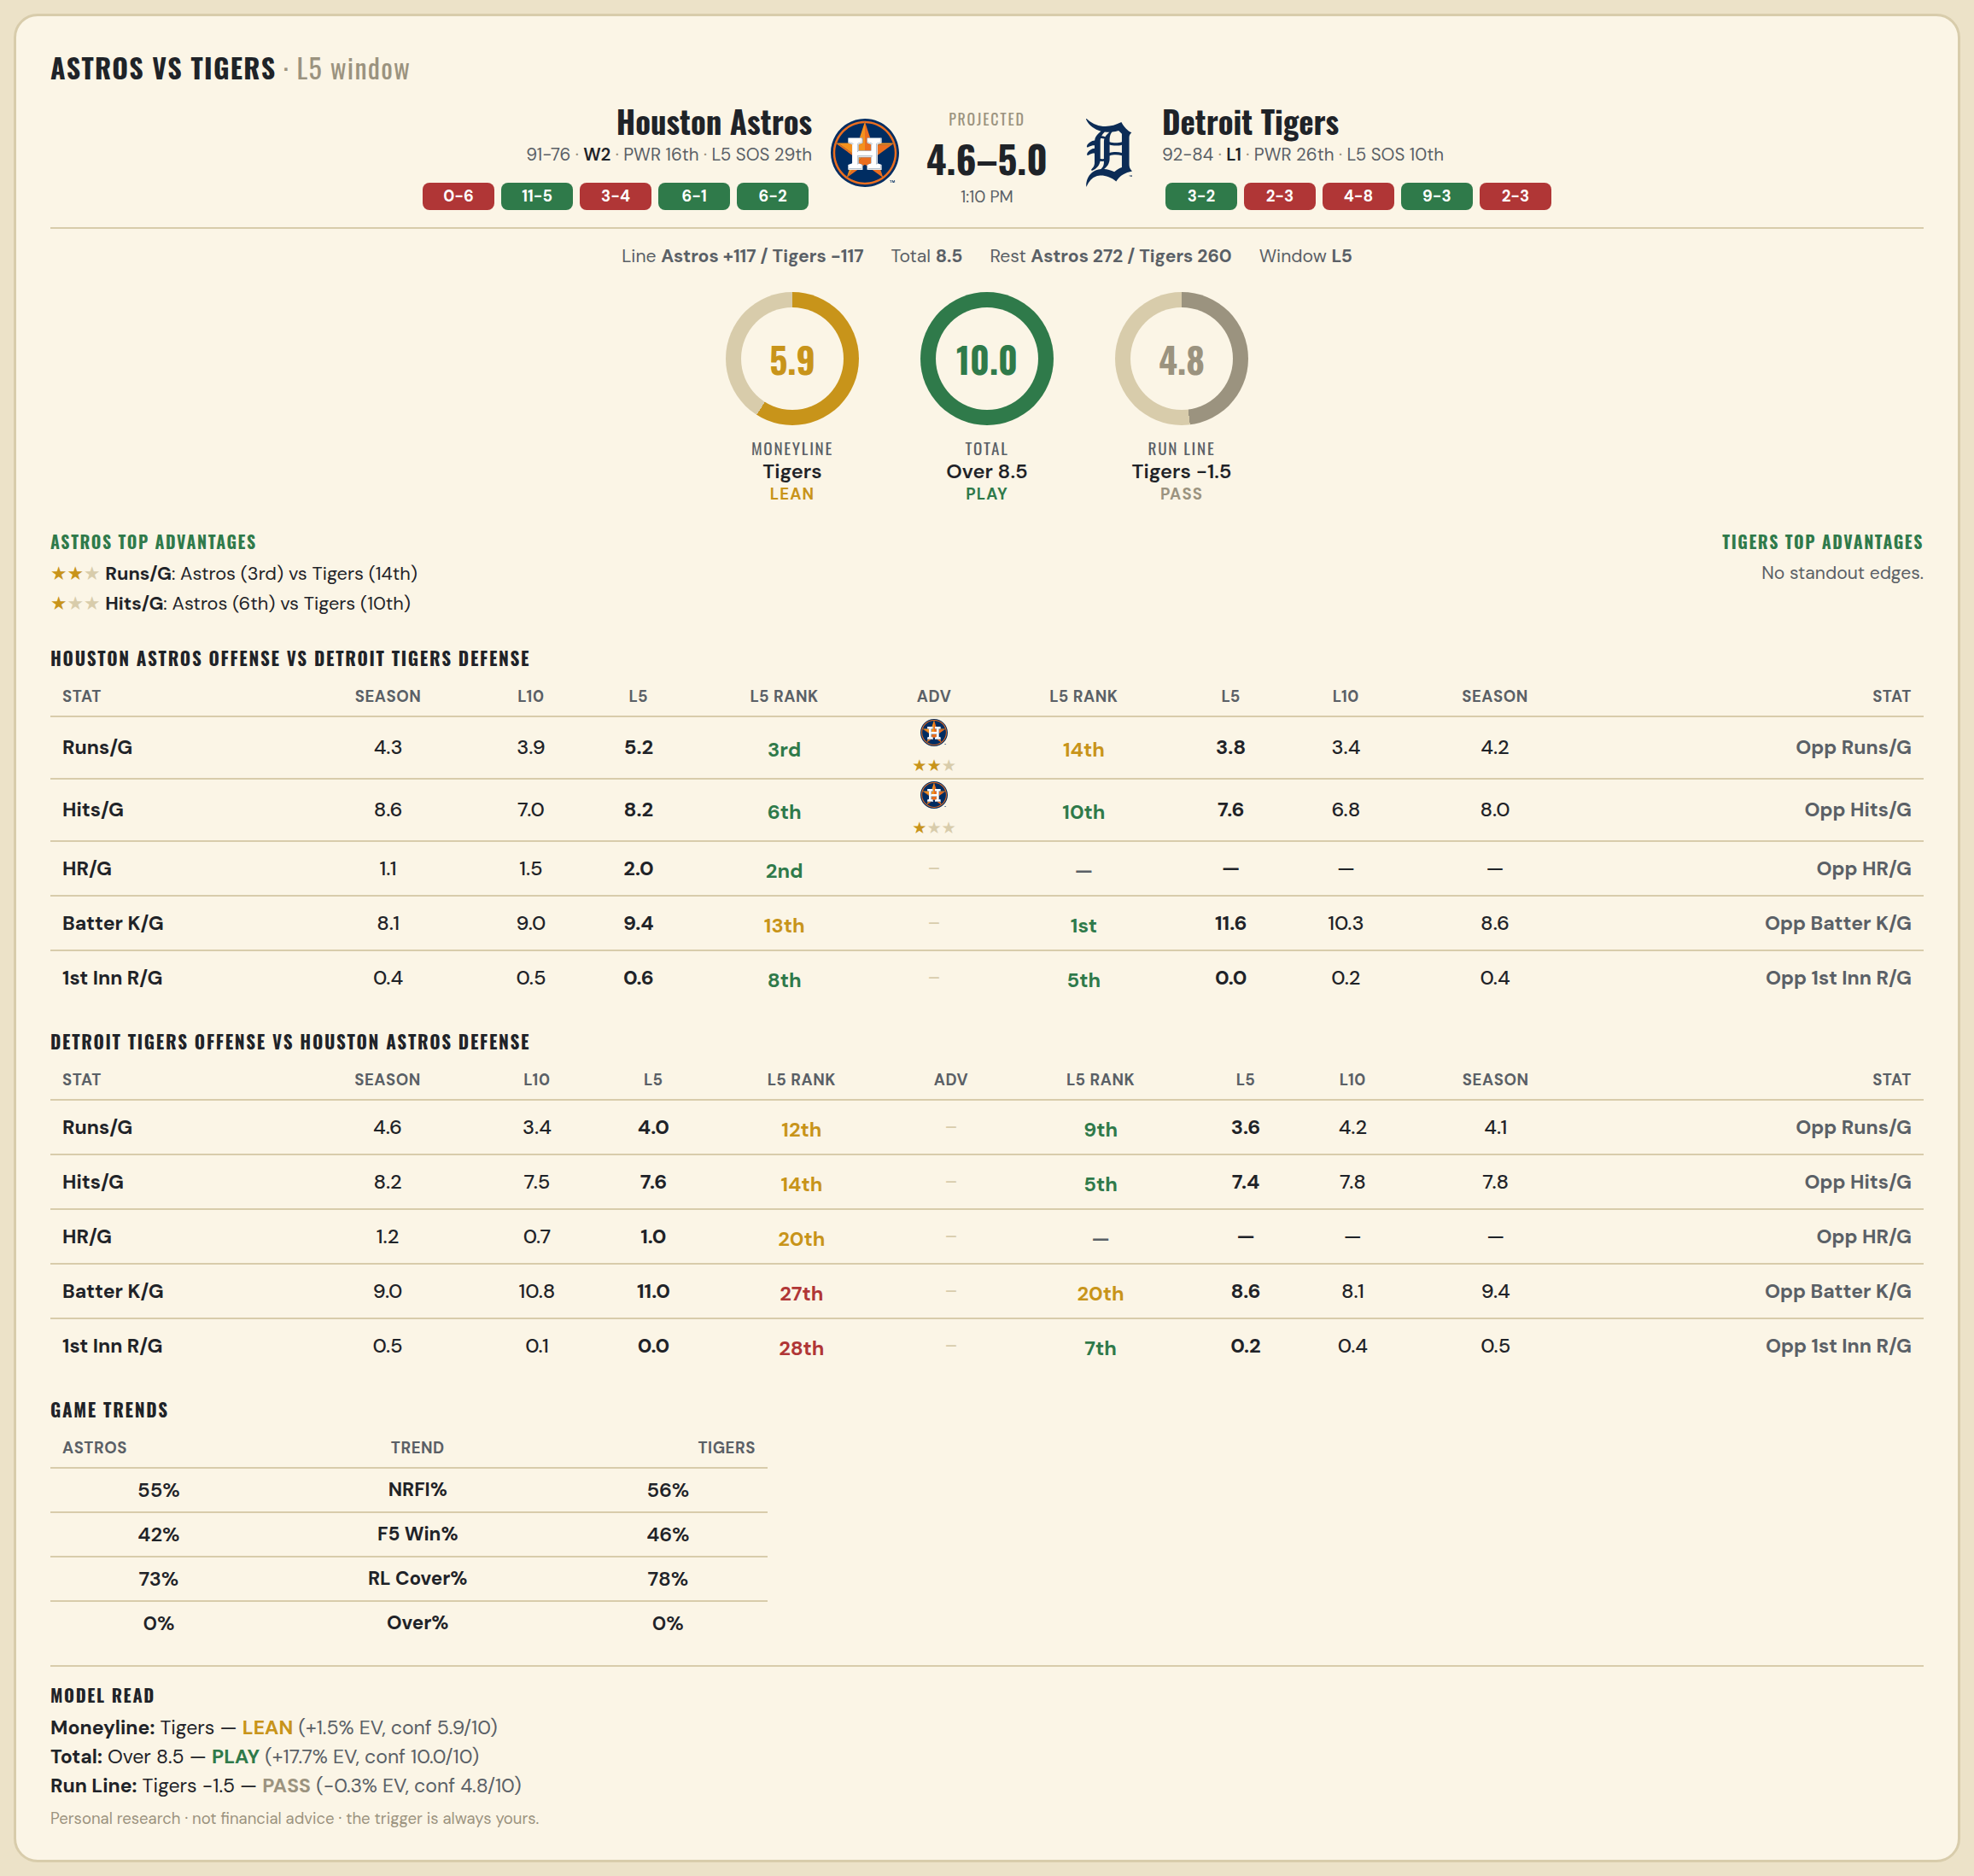 ASTROS VS TIGERS · L5 window
Houston Astros
91-76 · W2 · PWR 16th · L5 SOS 29th
0-6 11-5 3-4 6-1 6-2
PROJECTED
4.6–5.0
1:10 PM
Detroit Tigers
92-84 · L1 · PWR 26th · L5 SOS 10th
3-2 2-3 4-8 9-3 2-3
Line Astros +117 / Tigers -117 Total 8.5 Rest Astros 272 / Tigers 260 Window L5
5.9 10.0 4.8
MONEYLINE TOTAL RUN LINE
Tigers Over 8.5 Tigers -1.5
LEAN PLAY PASS
ASTROS TOP ADVANTAGES
★★★ Runs/G: Astros (3rd) vs Tigers (14th)
★★★ Hits/G: Astros (6th) vs Tigers (10th)
TIGERS TOP ADVANTAGES
No standout edges.
HOUSTON ASTROS OFFENSE VS DETROIT TIGERS DEFENSE
STAT SEASON L10 L5 L5 RANK ADV L5 RANK L5 L10 SEASON STAT
Runs/G 4.3 3.9 5.2 3rd H ★★★ 14th 3.8 3.4 4.2 Opp Runs/G
Hits/G 8.6 7.0 8.2 6th H ★★★ 10th 7.6 6.8 8.0 Opp Hits/G
HR/G 1.1 1.5 2.0 2nd – — — — — Opp HR/G
Batter K/G 8.1 9.0 9.4 13th – 1st 11.6 10.3 8.6 Opp Batter K/G
1st Inn R/G 0.4 0.5 0.6 8th – 5th 0.0 0.2 0.4 Opp 1st Inn R/G
DETROIT TIGERS OFFENSE VS HOUSTON ASTROS DEFENSE
STAT SEASON L10 L5 L5 RANK ADV L5 RANK L5 L10 SEASON STAT
Runs/G 4.6 3.4 4.0 12th – 9th 3.6 4.2 4.1 Opp Runs/G
Hits/G 8.2 7.5 7.6 14th – 5th 7.4 7.8 7.8 Opp Hits/G
HR/G 1.2 0.7 1.0 20th – — — — — Opp HR/G
Batter K/G 9.0 10.8 11.0 27th – 20th 8.6 8.1 9.4 Opp Batter K/G
1st Inn R/G 0.5 0.1 0.0 28th – 7th 0.2 0.4 0.5 Opp 1st Inn R/G
GAME TRENDS
ASTROS TREND TIGERS
55% NRFI% 56%
42% F5 Win% 46%
73% RL Cover% 78%
0% Over% 0%
MODEL READ
Moneyline: Tigers — LEAN (+1.5% EV, conf 5.9/10)
Total: Over 8.5 — PLAY (+17.7% EV, conf 10.0/10)
Run Line: Tigers -1.5 — PASS (-0.3% EV, conf 4.8/10)
Personal research · not financial advice · the trigger is always yours.